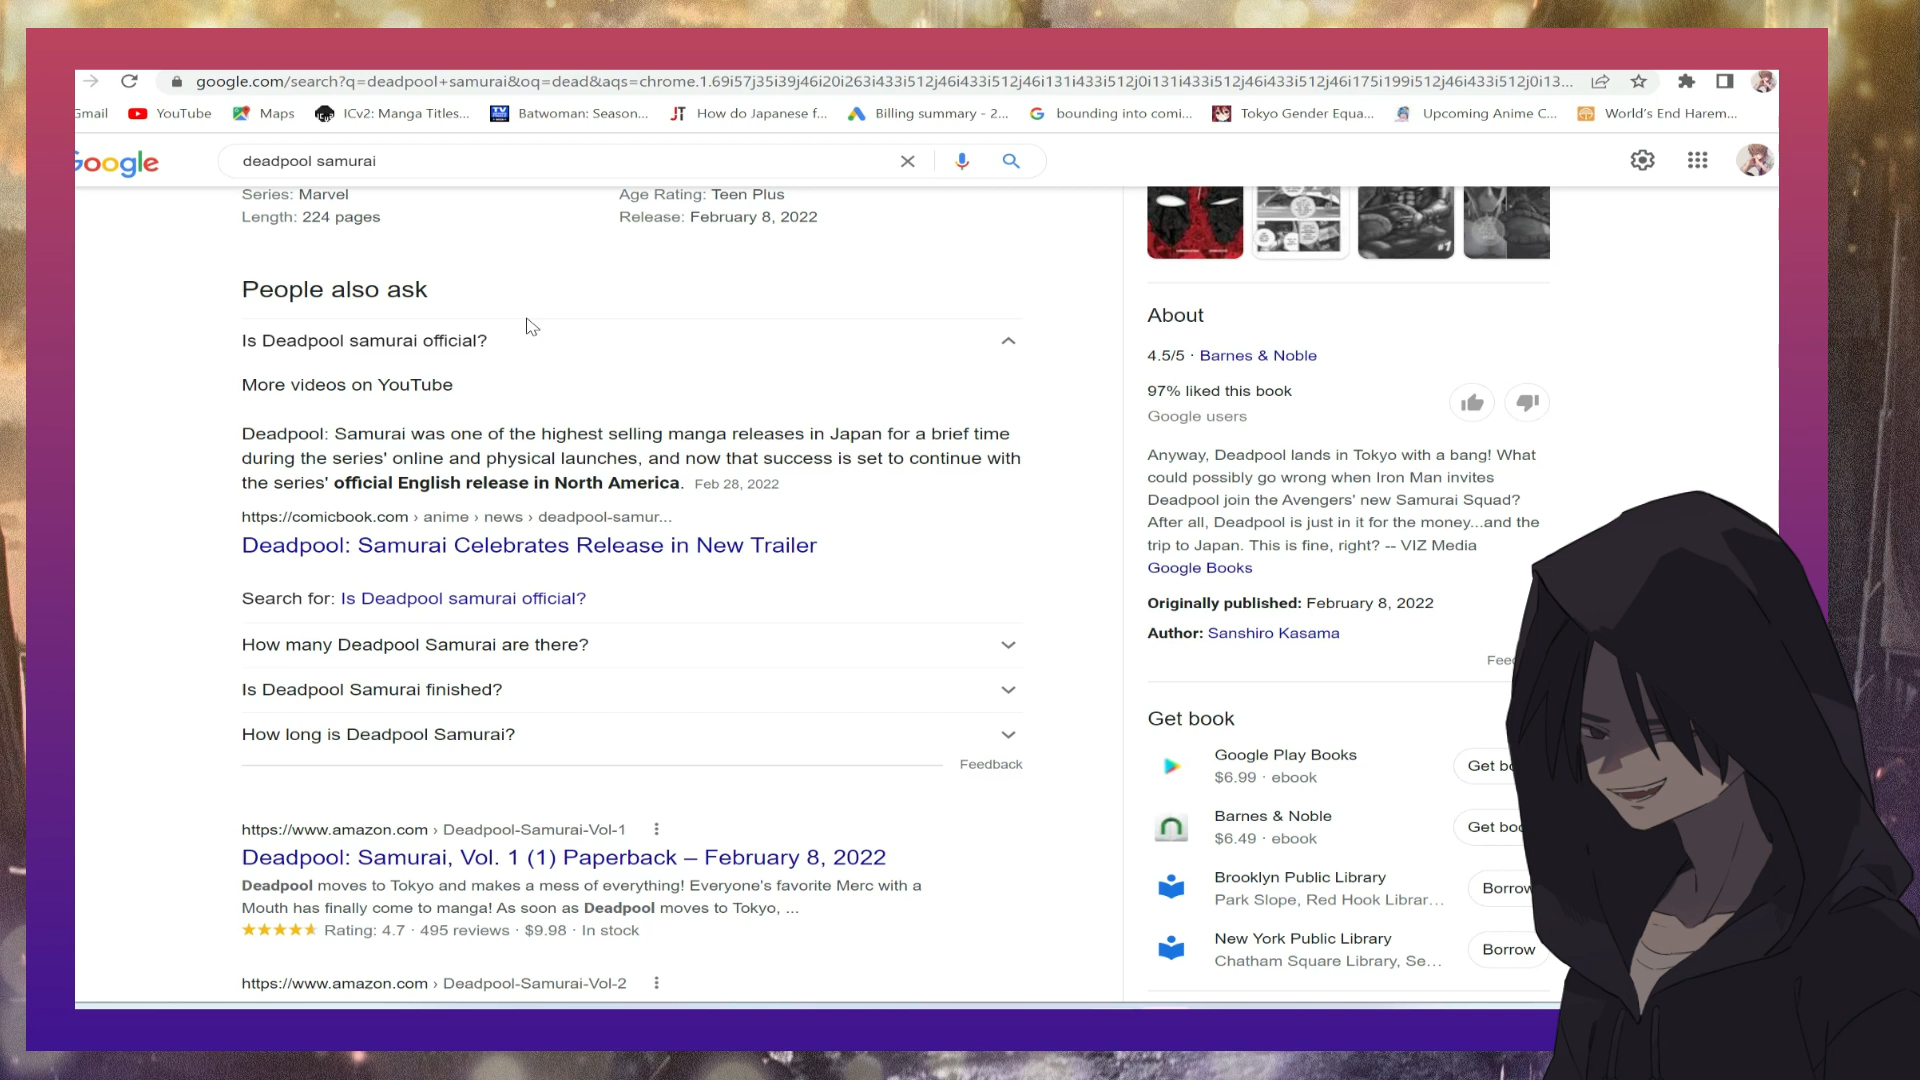 google.com/search?q=deadpool+samurai&oq=dead&aqs=chrome.1.69i57j35i39j46i20i263i433i512j46i433i512j46i131i433i512j0i131i433i512j46i433i512j46i175i199i512j46i433i512j0i13...
Gmail YouTube Maps ICv2: Manga Titles... Batwoman: Season... How do Japanese f... Billing summary - 2... bounding into comi... Tokyo Gender Equa... Upcoming Anime C... World's End Harem...
Google deadpool samurai
Series: Marvel Age Rating: Teen Plus
Length: 224 pages Release: February 8, 2022
People also ask
Is Deadpool samurai official?
More videos on YouTube
Deadpool: Samurai was one of the highest selling manga releases in Japan for a brief time
during the series' online and physical launches, and now that success is set to continue with
the series' official English release in North America. Feb 28, 2022
https://comicbook.com › anime › news › deadpool-samur...
Deadpool: Samurai Celebrates Release in New Trailer
Search for: Is Deadpool samurai official?
How many Deadpool Samurai are there?
Is Deadpool Samurai finished?
How long is Deadpool Samurai?
Feedback
https://www.amazon.com › Deadpool-Samurai-Vol-1
Deadpool: Samurai, Vol. 1 (1) Paperback – February 8, 2022
Deadpool moves to Tokyo and makes a mess of everything! Everyone's favorite Merc with a
Mouth has finally come to manga! As soon as Deadpool moves to Tokyo, ...
Rating: 4.7 · 495 reviews · $9.98 · In stock
https://www.amazon.com › Deadpool-Samurai-Vol-2
#1
About
4.5/5 · Barnes & Noble
97% liked this book
Google users
Anyway, Deadpool lands in Tokyo with a bang! What
could possibly go wrong when Iron Man invites
Deadpool join the Avengers' new Samurai Squad?
After all, Deadpool is just in it for the money...and the
trip to Japan. This is fine, right? -- VIZ Media
Google Books
Originally published: February 8, 2022
Author: Sanshiro Kasama
Feec
Get book
Google Play Books
$6.99 · ebook
Get bo
Barnes & Noble
$6.49 · ebook
Get boo
Brooklyn Public Library
Park Slope, Red Hook Librar...
Borrow
New York Public Library
Chatham Square Library, Se...
Borrow